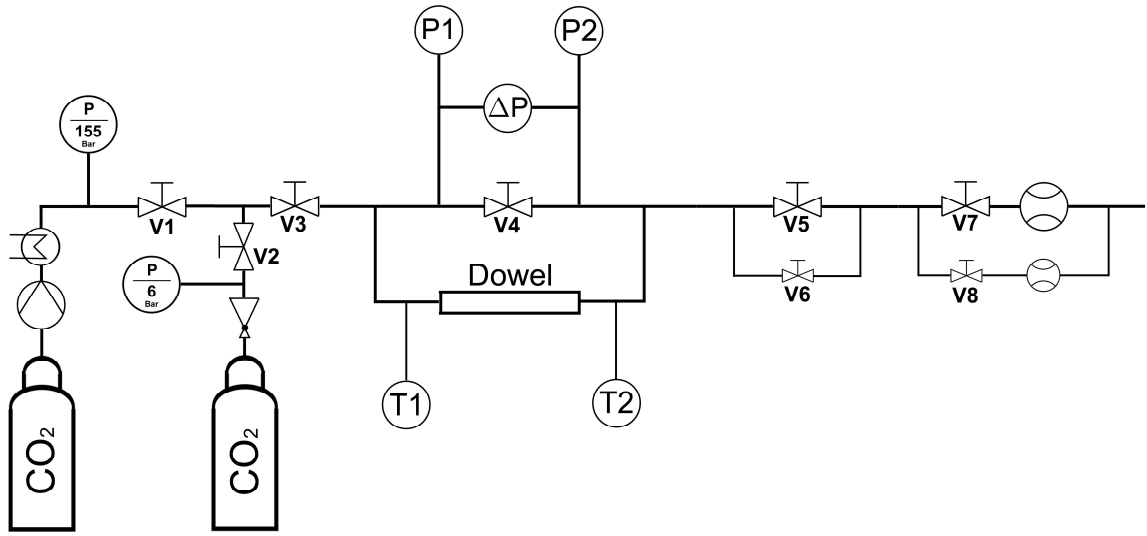 P1
P2
ΔP
P
155
Bar
V1
V3
V4
V5
V7
V2
P
6
Bar
Dowel
V6
V8
T1
T2
CO₂
CO₂